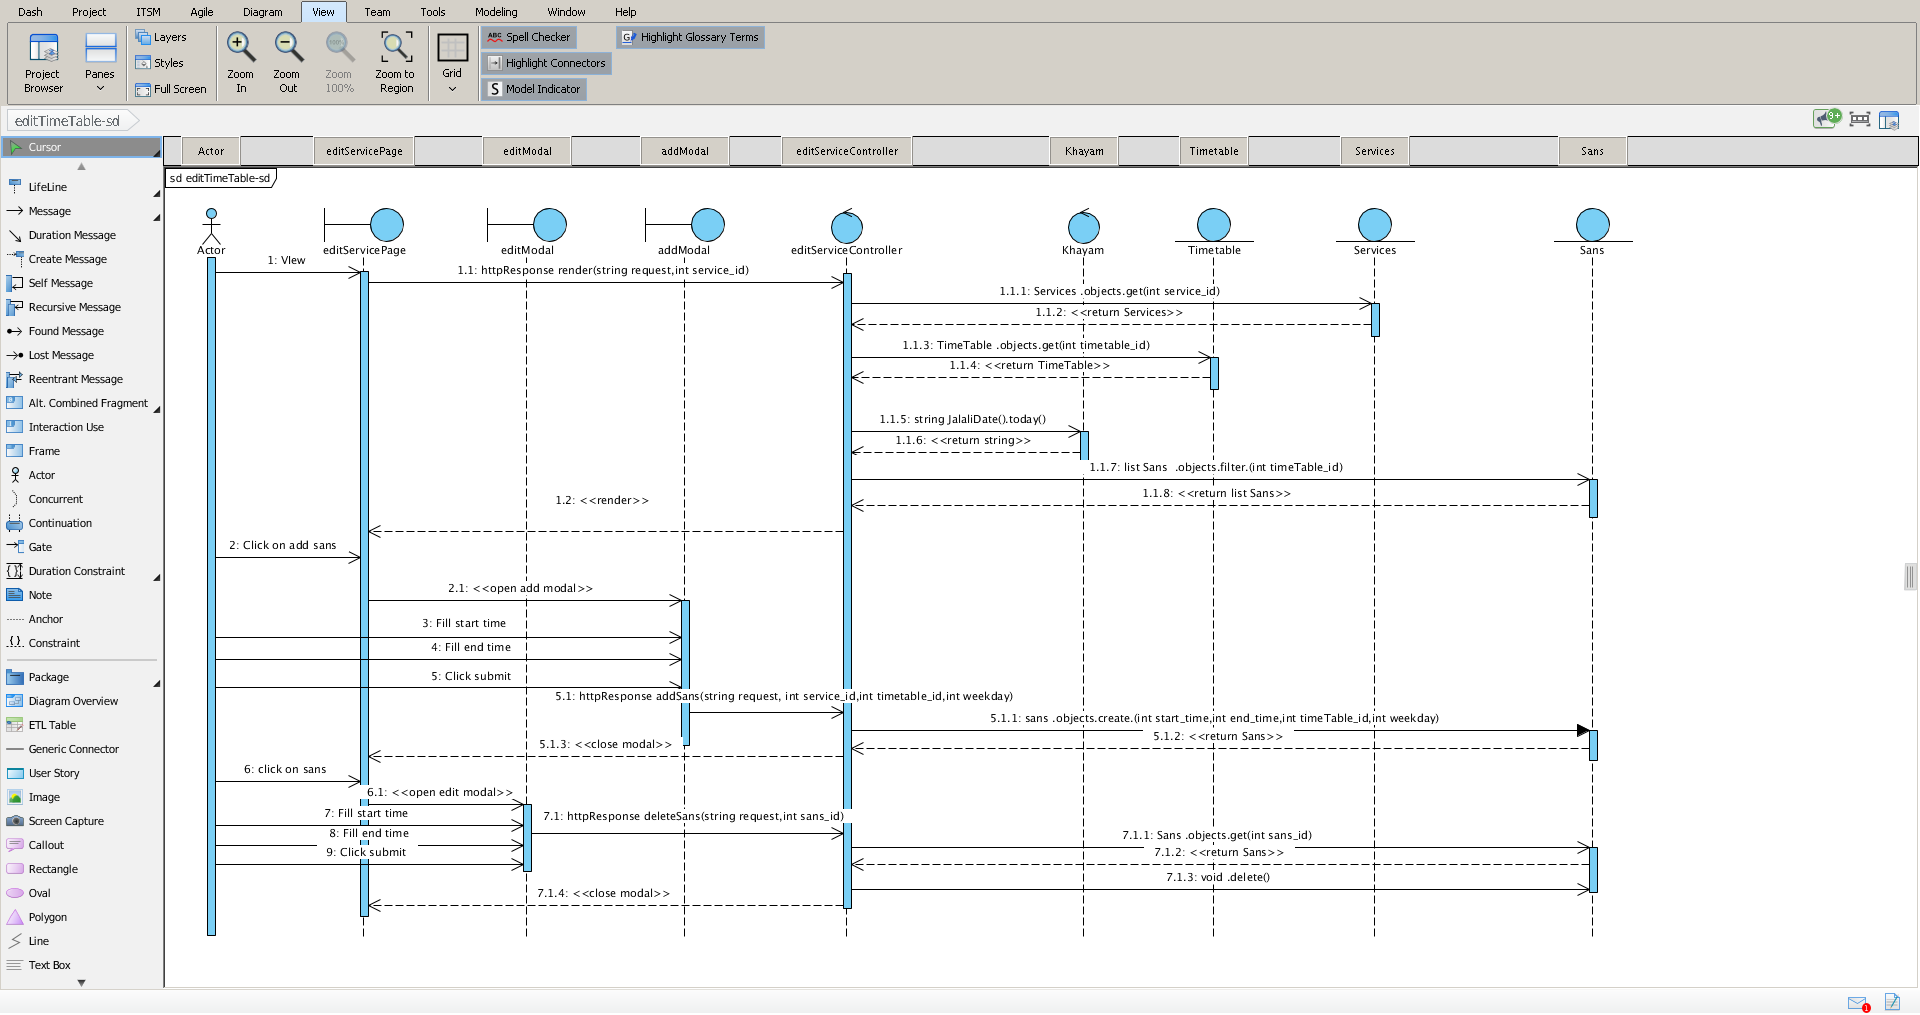 Dash Project ITSM Agile Diagram View Team Tools Modeling Window Help
Project Browser
Panes
Layers
Styles
Full Screen
Zoom In
Zoom Out
Zoom 100%
Zoom to Region
Grid
ABC Spell Checker
Highlight Connectors
S Model Indicator
G Highlight Glossary Terms
editTimeTable-sd
9+
Cursor
LifeLine
Message
Duration Message
Create Message
Self Message
Recursive Message
Found Message
Lost Message
Reentrant Message
Alt. Combined Fragment
Interaction Use
Frame
Actor
Concurrent
Continuation
Gate
Duration Constraint
Note
Anchor
Constraint
Package
Diagram Overview
ETL Table
Generic Connector
User Story
Image
Screen Capture
Callout
Rectangle
Oval
Polygon
Line
Text Box
Actor editServicePage editModal addModal editServiceController Khayam Timetable Services Sans
sd editTimeTable-sd
Actor editServicePage editModal addModal editServiceController Khayam Timetable Services Sans
1: VIew
1.1: httpResponse render(string request,int service_id)
1.1.1: Services .objects.get(int service_id)
1.1.2: <<return Services>>
1.1.3: TimeTable .objects.get(int timetable_id)
1.1.4: <<return TimeTable>>
1.1.5: string JalaliDate().today()
1.1.6: <<return string>>
1.1.7: list Sans .objects.filter.(int timeTable_id)
1.1.8: <<return list Sans>>
1.2: <<render>>
2: Click on add sans
2.1: <<open add modal>>
3: Fill start time
4: Fill end time
5: Click submit
5.1: httpResponse addSans(string request, int service_id,int timetable_id,int weekday)
5.1.1: sans .objects.create.(int start_time,int end_time,int timeTable_id,int weekday)
5.1.2: <<return Sans>>
5.1.3: <<close modal>>
6: click on sans
6.1: <<open edit modal>>
7: Fill start time
7.1: httpResponse deleteSans(string request,int sans_id)
8: Fill end time
7.1.1: Sans .objects.get(int sans_id)
9: Click submit
7.1.2: <<return Sans>>
7.1.3: void .delete()
7.1.4: <<close modal>>
1